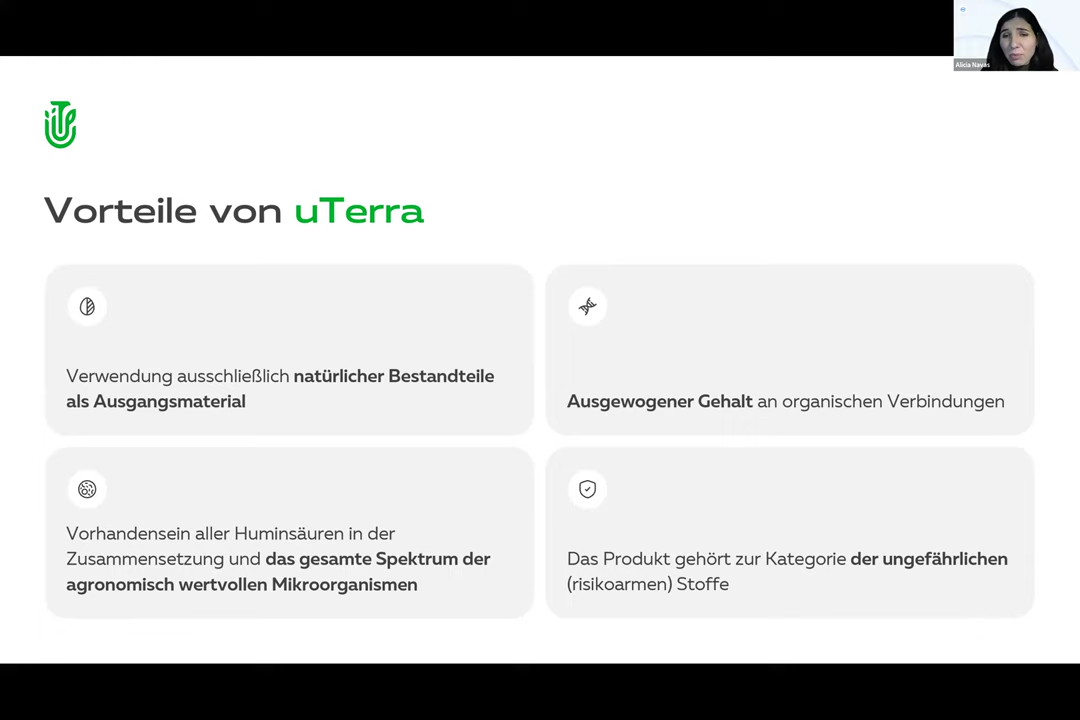 Alicia Navas
Vorteile von uTerra
Verwendung ausschließlich natürlicher Bestandteile
als Ausgangsmaterial
Ausgewogener Gehalt an organischen Verbindungen
Vorhandensein aller Huminsäuren in der
Zusammensetzung und das gesamte Spektrum der
agronomisch wertvollen Mikroorganismen
Das Produkt gehört zur Kategorie der ungefährlichen
(risikoarmen) Stoffe